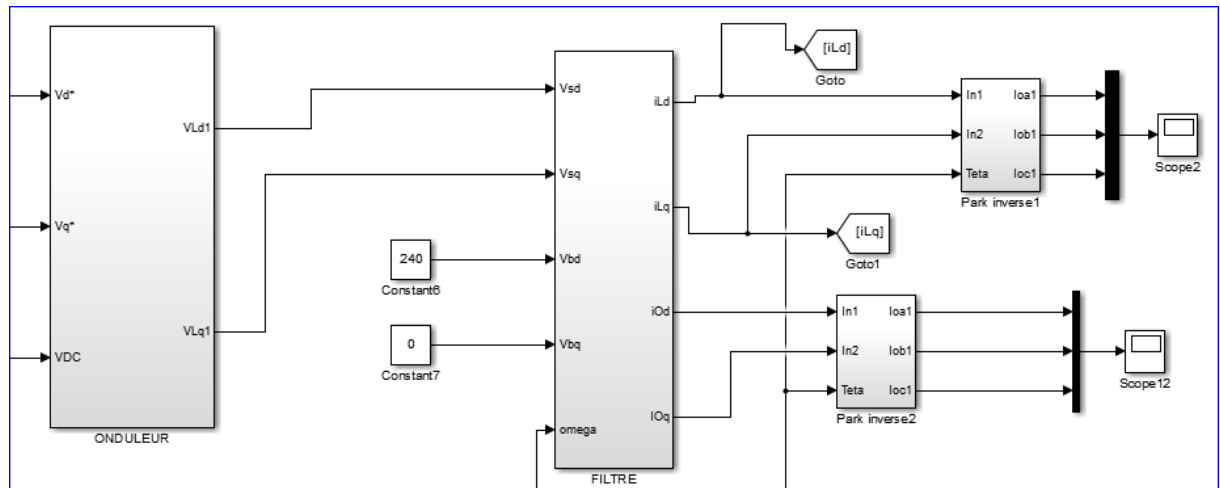 Vd*
Vq*
VDC
VLd1
VLq1
ONDULEUR
240
Constant6
0
Constant7
Vsd
Vsq
Vbd
Vbq
omega
iLd
iLq
iOd
IOq
FILTRE
[iLd]
Goto
[iLq]
Goto1
In1
In2
Teta
Ioa1
Iob1
Ioc1
Park inverse1
Scope2
In1
In2
Teta
Ioa1
Iob1
Ioc1
Park inverse2
Scope12